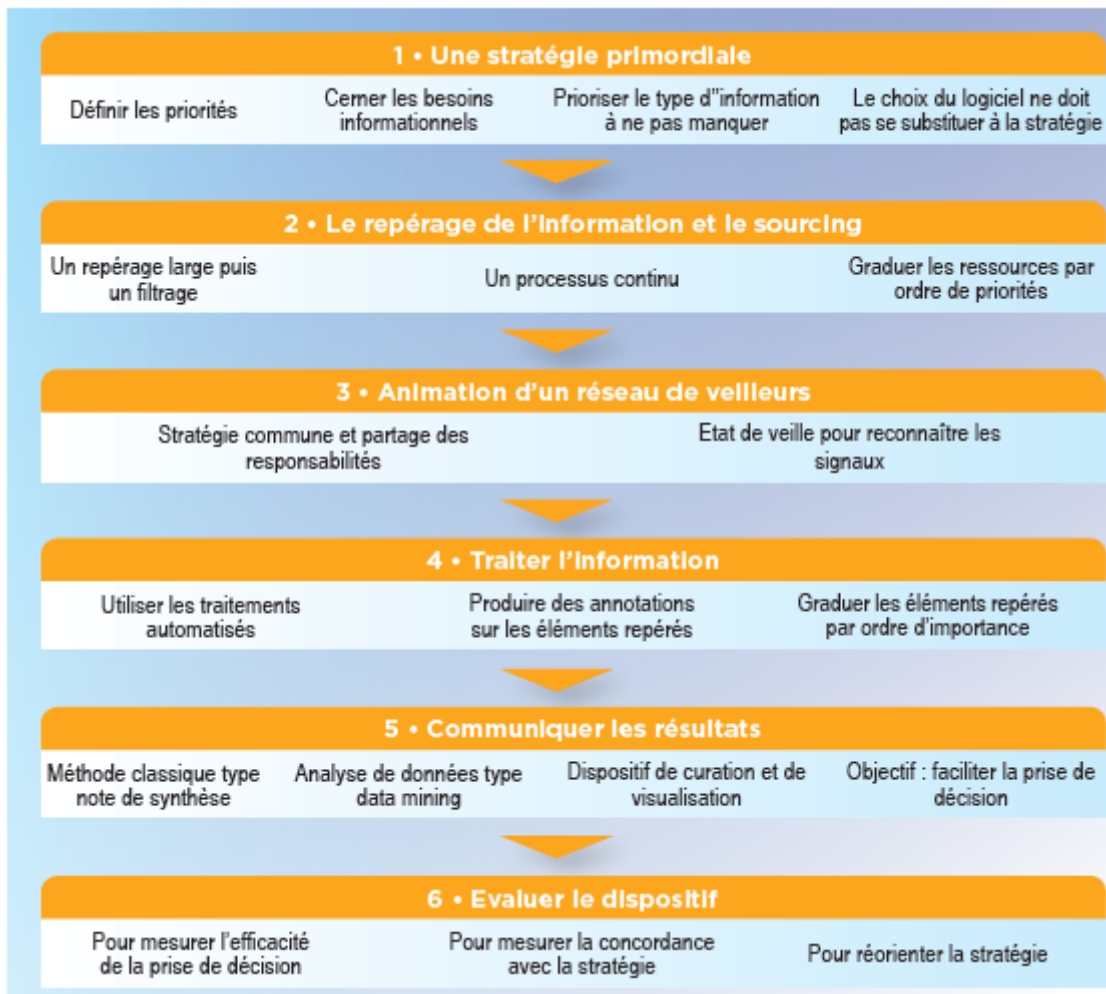 1 • Une stratégie primordiale
Définir les priorités
Cerner les besoins
informationnels
Prioriser le type d''information
à ne pas manquer
Le choix du logiciel ne doit
pas se substituer à la stratégie
2 • Le repérage de l'information et le sourcing
Un repérage large puis
un filtrage
Un processus continu
Graduer les ressources par
ordre de priorités
3 • Animation d'un réseau de veilleurs
Stratégie commune et partage des
responsabilités
Etat de veille pour reconnaître les
signaux
4 • Traiter l'information
Utiliser les traitements
automatisés
Produire des annotations
sur les éléments repérés
Graduer les éléments repérés
par ordre d'importance
5 • Communiquer les résultats
Méthode classique type
note de synthèse
Analyse de données type
data mining
Dispositif de curation et de
visualisation
Objectif : faciliter la prise de
décision
6 • Evaluer le dispositif
Pour mesurer l'efficacité
de la prise de décision
Pour mesurer la concordance
avec la stratégie
Pour réorienter la stratégie